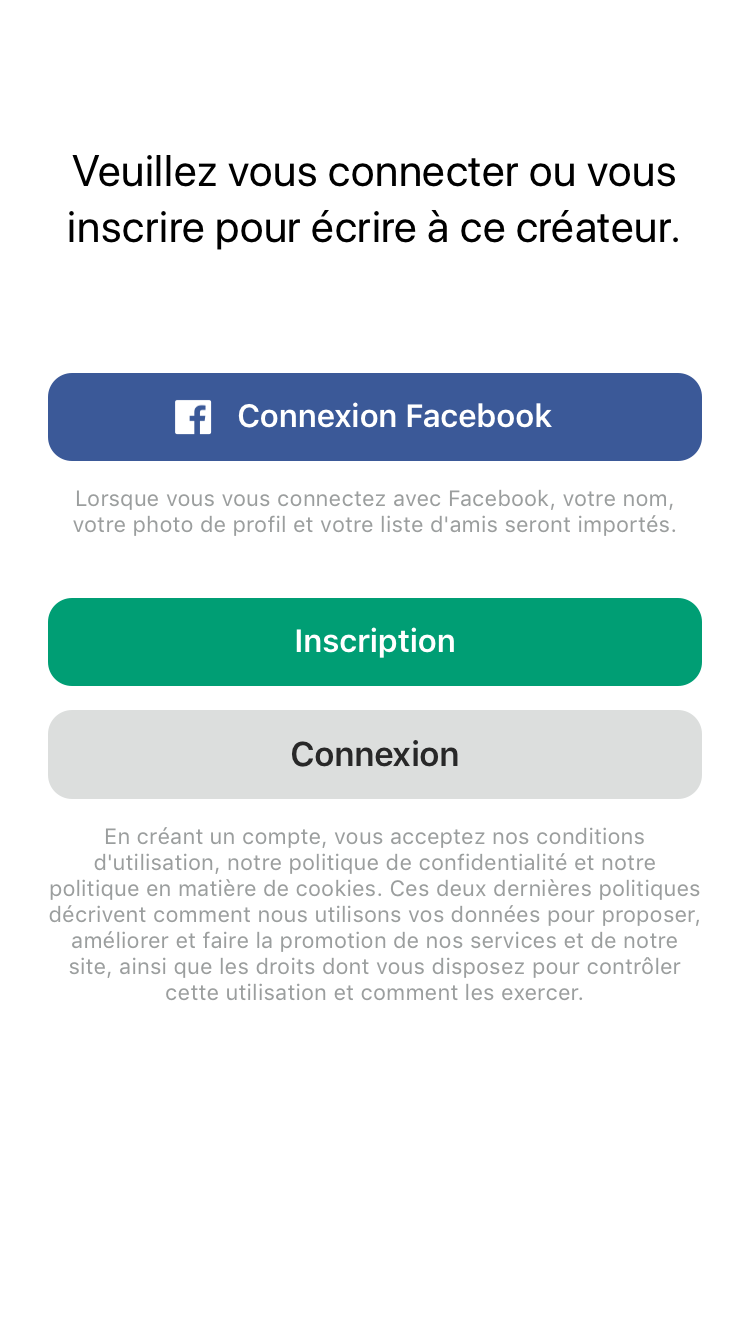 Veuillez vous connecter ou vous
inscrire pour écrire à ce créateur.
Connexion Facebook
Lorsque vous vous connectez avec Facebook, votre nom,
votre photo de profil et votre liste d'amis seront importés.
Inscription
Connexion
En créant un compte, vous acceptez nos conditions
d'utilisation, notre politique de confidentialité et notre
politique en matière de cookies. Ces deux dernières politiques
décrivent comment nous utilisons vos données pour proposer,
améliorer et faire la promotion de nos services et de notre
site, ainsi que les droits dont vous disposez pour contrôler
cette utilisation et comment les exercer.